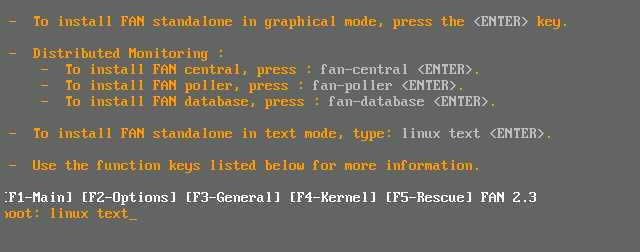 - To install FAN standalone in graphical mode, press the <ENTER> key.
- Distributed Monitoring :
- To install FAN central, press : fan-central <ENTER>.
- To install FAN poller, press : fan-poller <ENTER>.
- To install FAN database, press : fan-database <ENTER>.
- To install FAN standalone in text mode, type: linux text <ENTER>.
- Use the function keys listed below for more information.
[F1-Main] [F2-Options] [F3-General] [F4-Kernel] [F5-Rescue] FAN 2.3
boot: linux text_